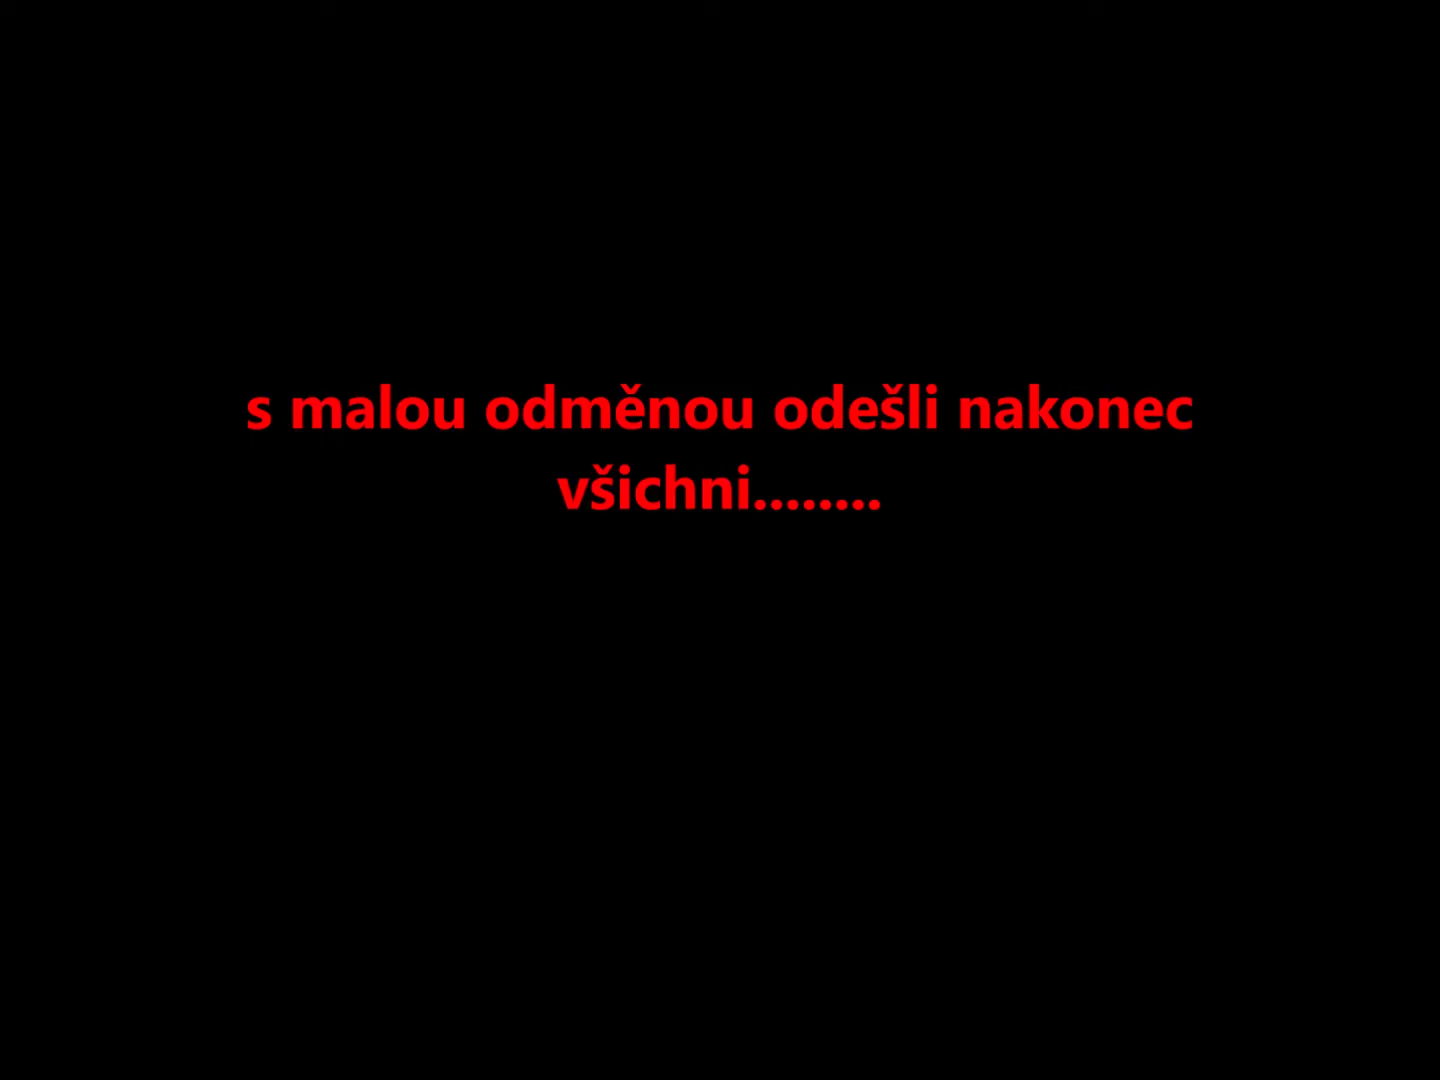 s malou odměnou odešli nakonec
všichni........